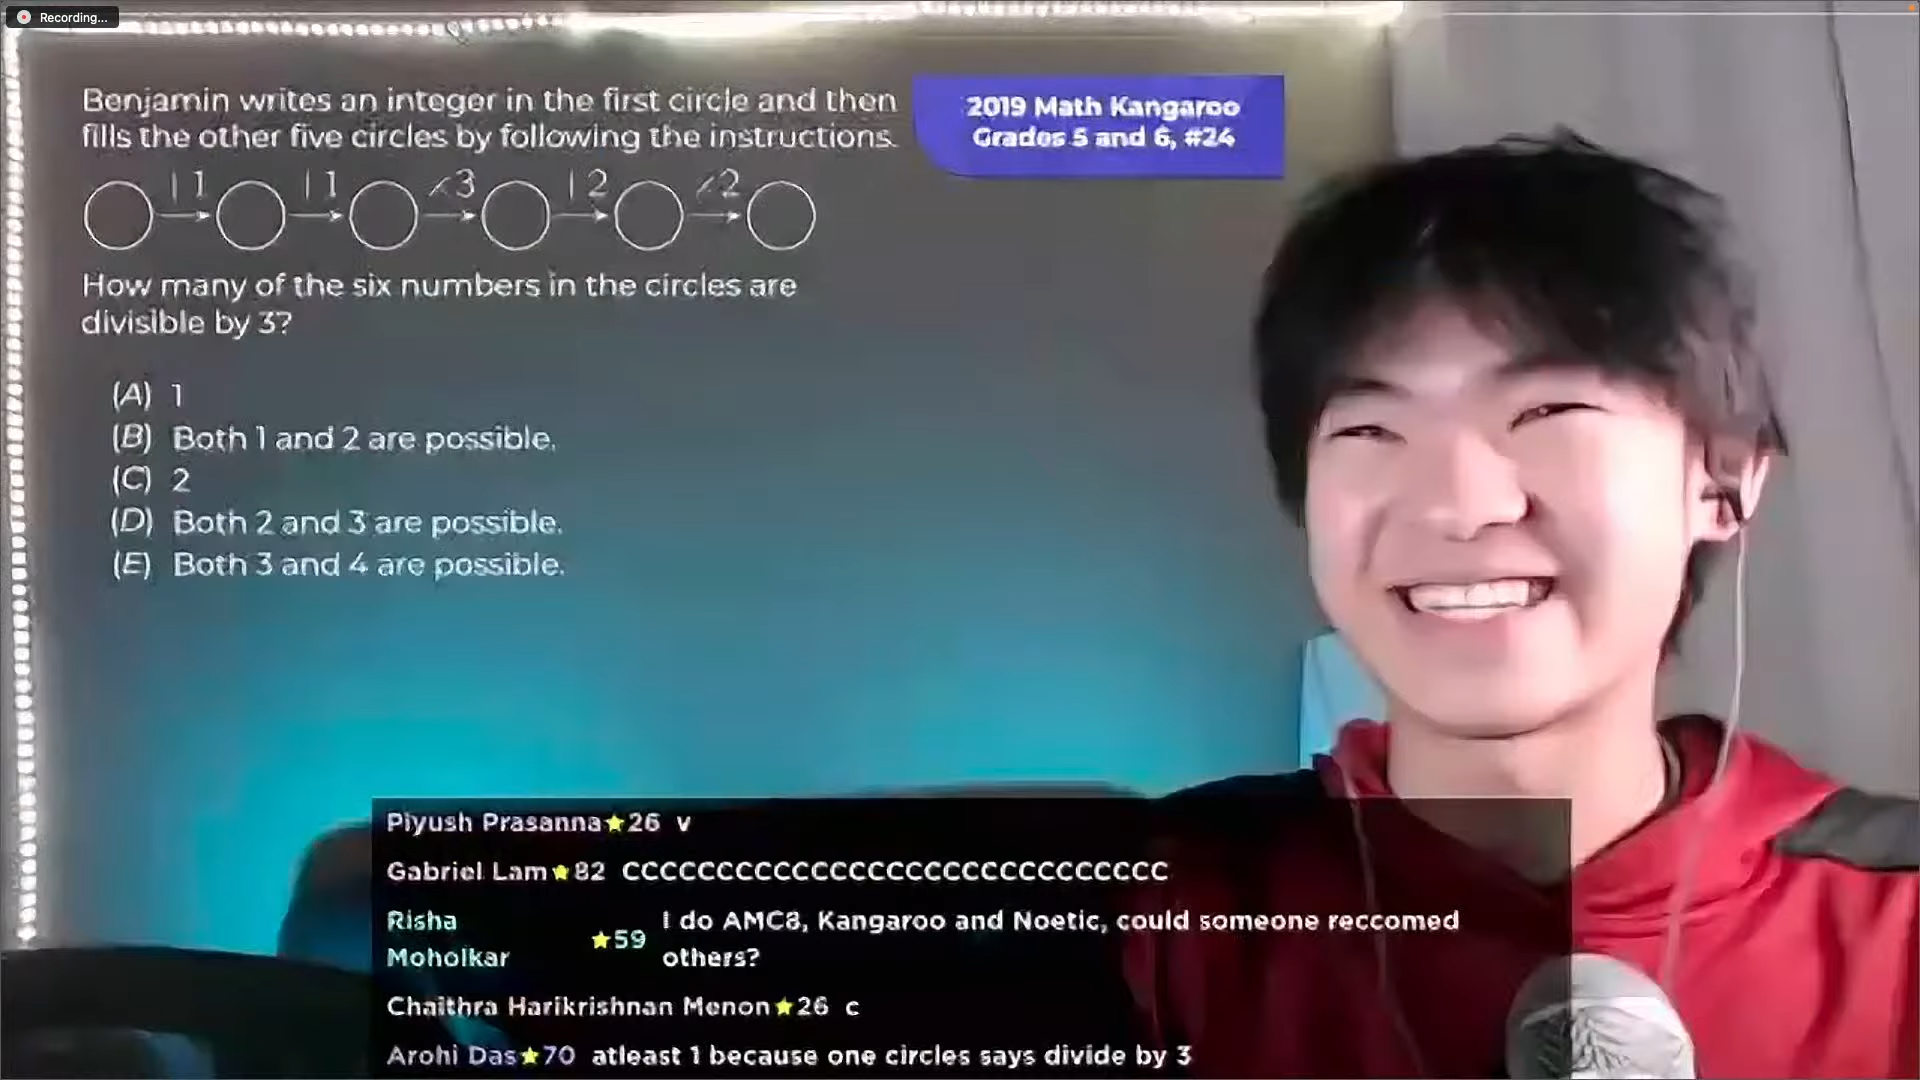 Recording...
Benjamin writes an integer in the first circle and then
fills the other five circles by following the instructions.
2019 Math Kangaroo
Grades 5 and 6, #24
How many of the six numbers in the circles are
divisible by 3?
(A) 1
(B) Both 1 and 2 are possible.
(C) 2
(D) Both 2 and 3 are possible.
(E) Both 3 and 4 are possible.
Piyush Prasanna★26 v
Gabriel Lam★82 CCCCCCCCCCCCCCCCCCCCCCCCCCCCC
Risha Moholkar ★59 I do AMC8, Kangaroo and Noetic, could someone reccomed
others?
Chaithra Harikrishnan Menon★26 c
Arohi Das★70 atleast 1 because one circles says divide by 3